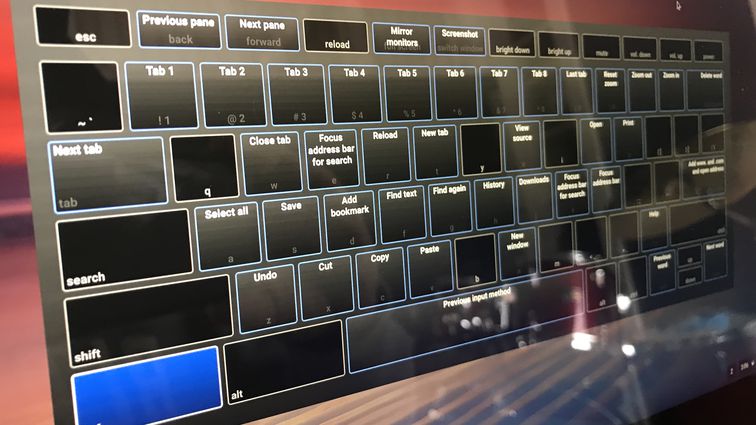 esc
Previous pane
back
Next pane
forward
reload
Mirror
monitors
Screenshot
switch window
bright down
bright up
mute
vol. down
vol. up
power
~ `
Tab 1
! 1
Tab 2
@ 2
Tab 3
# 3
Tab 4
$ 4
Tab 5
% 5
Tab 6
^ 6
Tab 7
Tab 8
Last tab
Reset
zoom
Zoom out
Zoom in
Delete word
Next tab
tab
q
Close tab
w
Focus
address bar
for search
e
Reload
r
New tab
t
y
View
source
Open
Print
search
Select all
a
Save
s
Add
bookmark
d
Find text
f
Find again
g
History
h
Downloads
Focus
address bar
for search
Focus
address bar
Add www. and .com
and open address
shift
Undo
z
Cut
x
Copy
c
Paste
v
b
New
window
m
Help
alt
Previous input method
alt
Previous
word
up
down
Next word